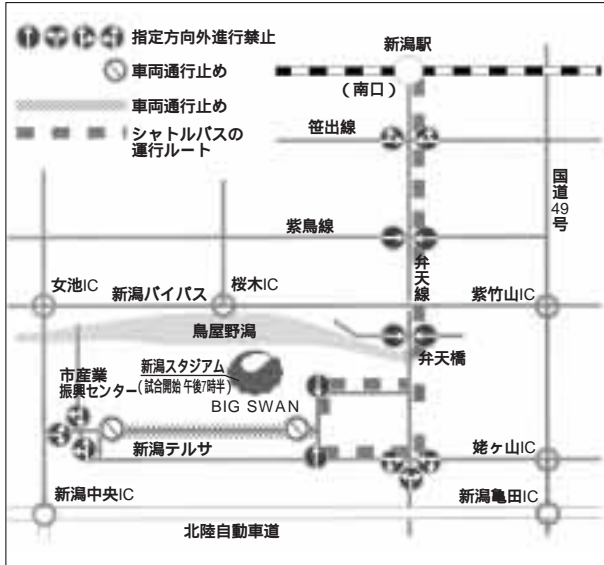 指定方向外進行禁止
車両通行止め
車両通行止め
シャトルバスの
運行ルート
新潟駅
(南口)
笹出線
国道49号
紫鳥線
弁天線
女池IC
新潟バイパス
桜木IC
紫竹山IC
鳥屋野潟
弁天橋
市産業
振興センター
新潟スタジアム
(試合開始 午後7時半)
BIG SWAN
新潟テルサ
姥ヶ山IC
新潟中央IC
新潟亀田IC
北陸自動車道